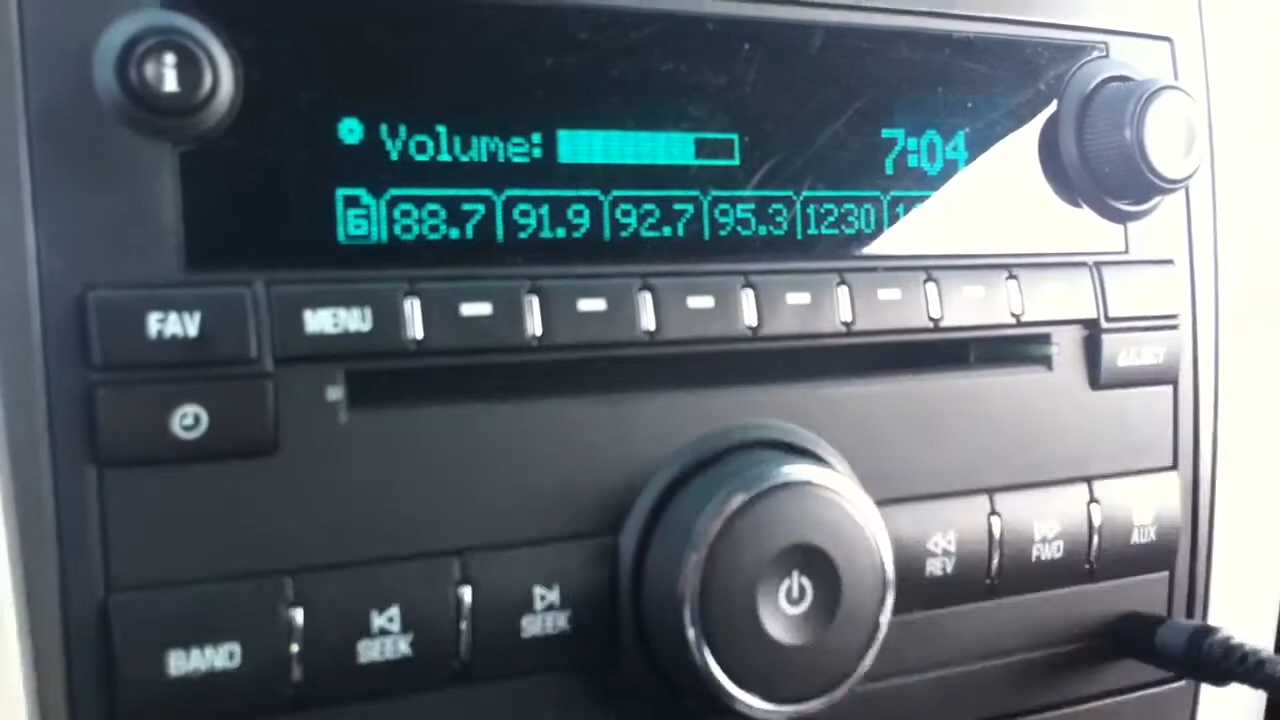 i
Volume: 7:04
6 88.7 91.9 92.7 95.3 1230
FAV MENU
EJECT
REV FWD AUX
BAND SEEK SEEK